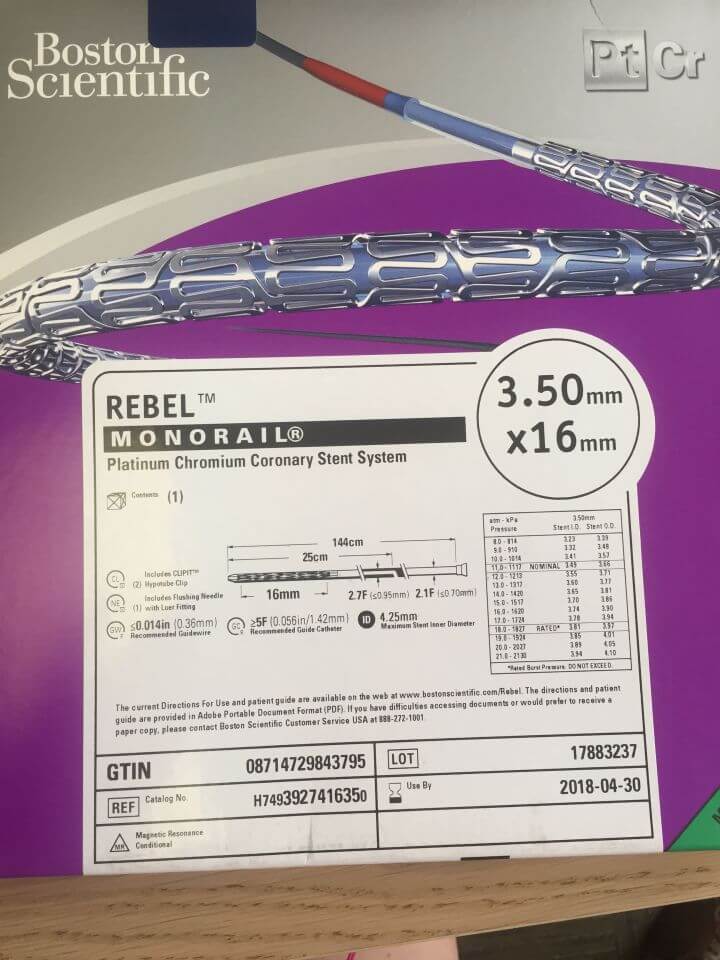 Boston
Scientific
Pt Cr
REBEL™
MONORAIL®
Platinum Chromium Coronary Stent System
3.50mm
x16mm
Contents (1)
144cm
25cm
16mm
2.7F (≤0.95mm) 2.1F (≤0.70mm)
CL Includes CLIPIT™
(2) Hypotube Clip
NE Includes Flushing Needle
(1) with Luer Fitting
GW ≤0.014in (0.36mm)
Recommended Guidewire
GC ≥5F (0.056in/1.42mm)
Recommended Guide Catheter
ID 4.25mm
Maximum Stent Inner Diameter
atm - kPa 3.50mm
Pressure Stent I.D. Stent O.D.
8.0 - 814 3.23 3.39
9.0 - 910 3.32 3.48
10.0 - 1014 3.41 3.57
11.0 - 1117 NOMINAL 3.49 3.66
12.0 - 1213 3.55 3.71
13.0 - 1317 3.60 3.77
14.0 - 1420 3.65 3.81
15.0 - 1517 3.70 3.86
16.0 - 1620 3.74 3.90
17.0 - 1724 3.78 3.94
18.0 - 1827 RATED* 3.81 3.97
19.0 - 1924 3.85 4.01
20.0 - 2027 3.89 4.05
21.0 - 2130 3.94 4.10
*Rated Burst Pressure. DO NOT EXCEED.
The current Directions For Use and patient guide are available on the web at www.bostonscientific.com/Rebel. The directions and patient
guide are provided in Adobe Portable Document Format (PDF). If you have difficulties accessing documents or would prefer to receive a
paper copy, please contact Boston Scientific Customer Service USA at 888-272-1001.
GTIN 08714729843795
LOT 17883237
REF Catalog No. H7493927416350
Use By 2018-04-30
MR Magnetic Resonance
Conditional